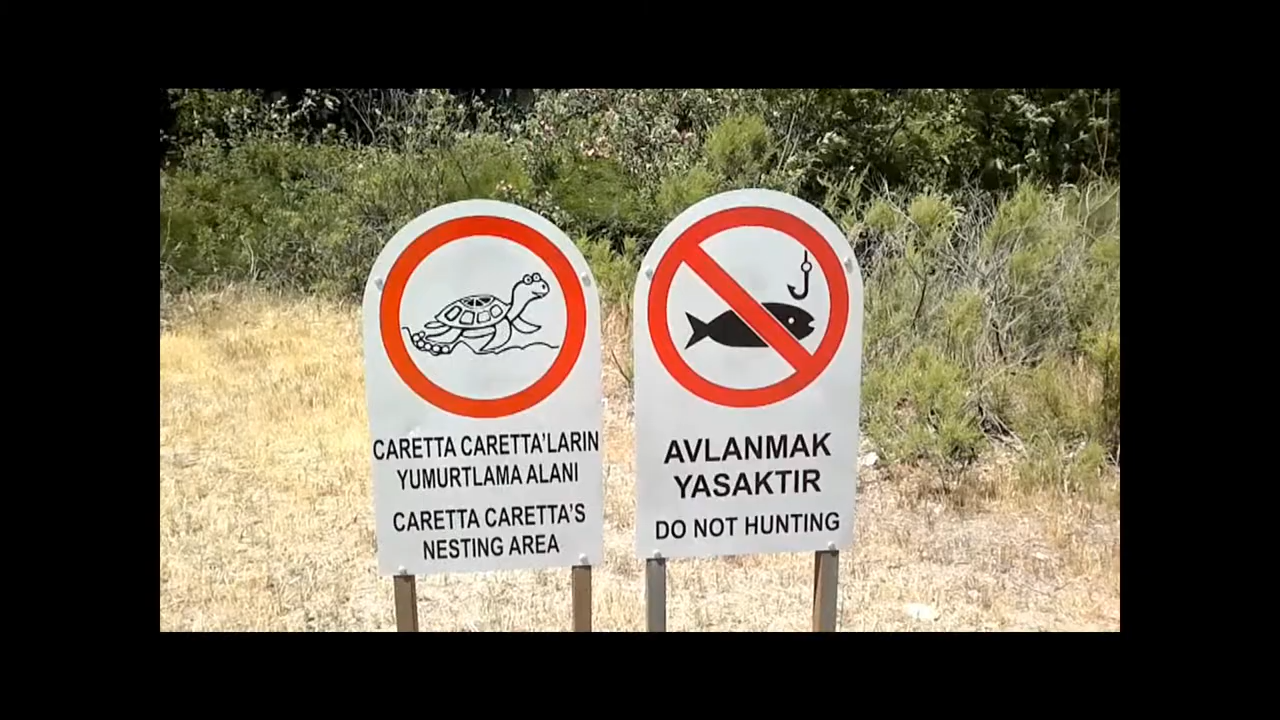 CARETTA CARETTA'LARIN
YUMURTLAMA ALANI
CARETTA CARETTA'S
NESTING AREA
AVLANMAK
YASAKTIR
DO NOT HUNTING